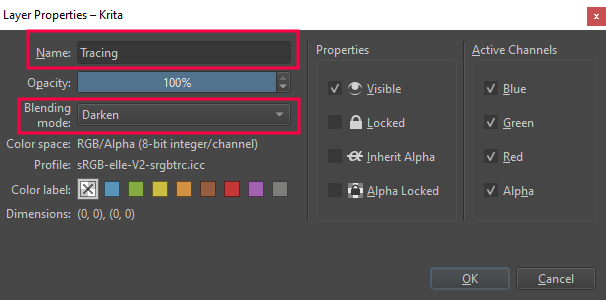 Layer Properties – Krita
Name: Tracing
Opacity: 100%
Blending mode: Darken
Color space: RGB/Alpha (8-bit integer/channel)
Profile: sRGB-elle-V2-srgbtrc.icc
Color label:
Dimensions: (0, 0), (0, 0)
Properties
Visible
Locked
Inherit Alpha
Alpha Locked
Active Channels
Blue
Green
Red
Alpha
OK
Cancel